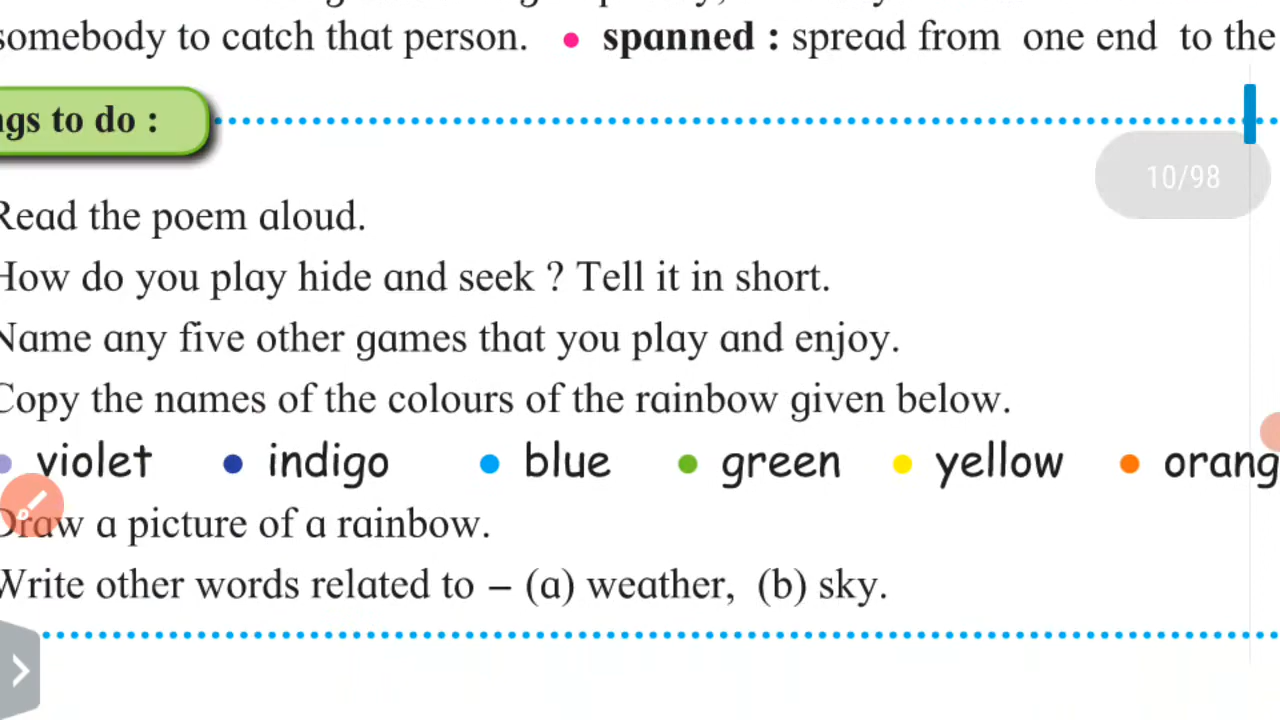 somebody to catch that person. • spanned : spread from one end to the
ngs to do :
10/98
Read the poem aloud.
How do you play hide and seek ? Tell it in short.
Name any five other games that you play and enjoy.
Copy the names of the colours of the rainbow given below.
• violet • indigo • blue • green • yellow • orang
Draw a picture of a rainbow.
Write other words related to – (a) weather, (b) sky.